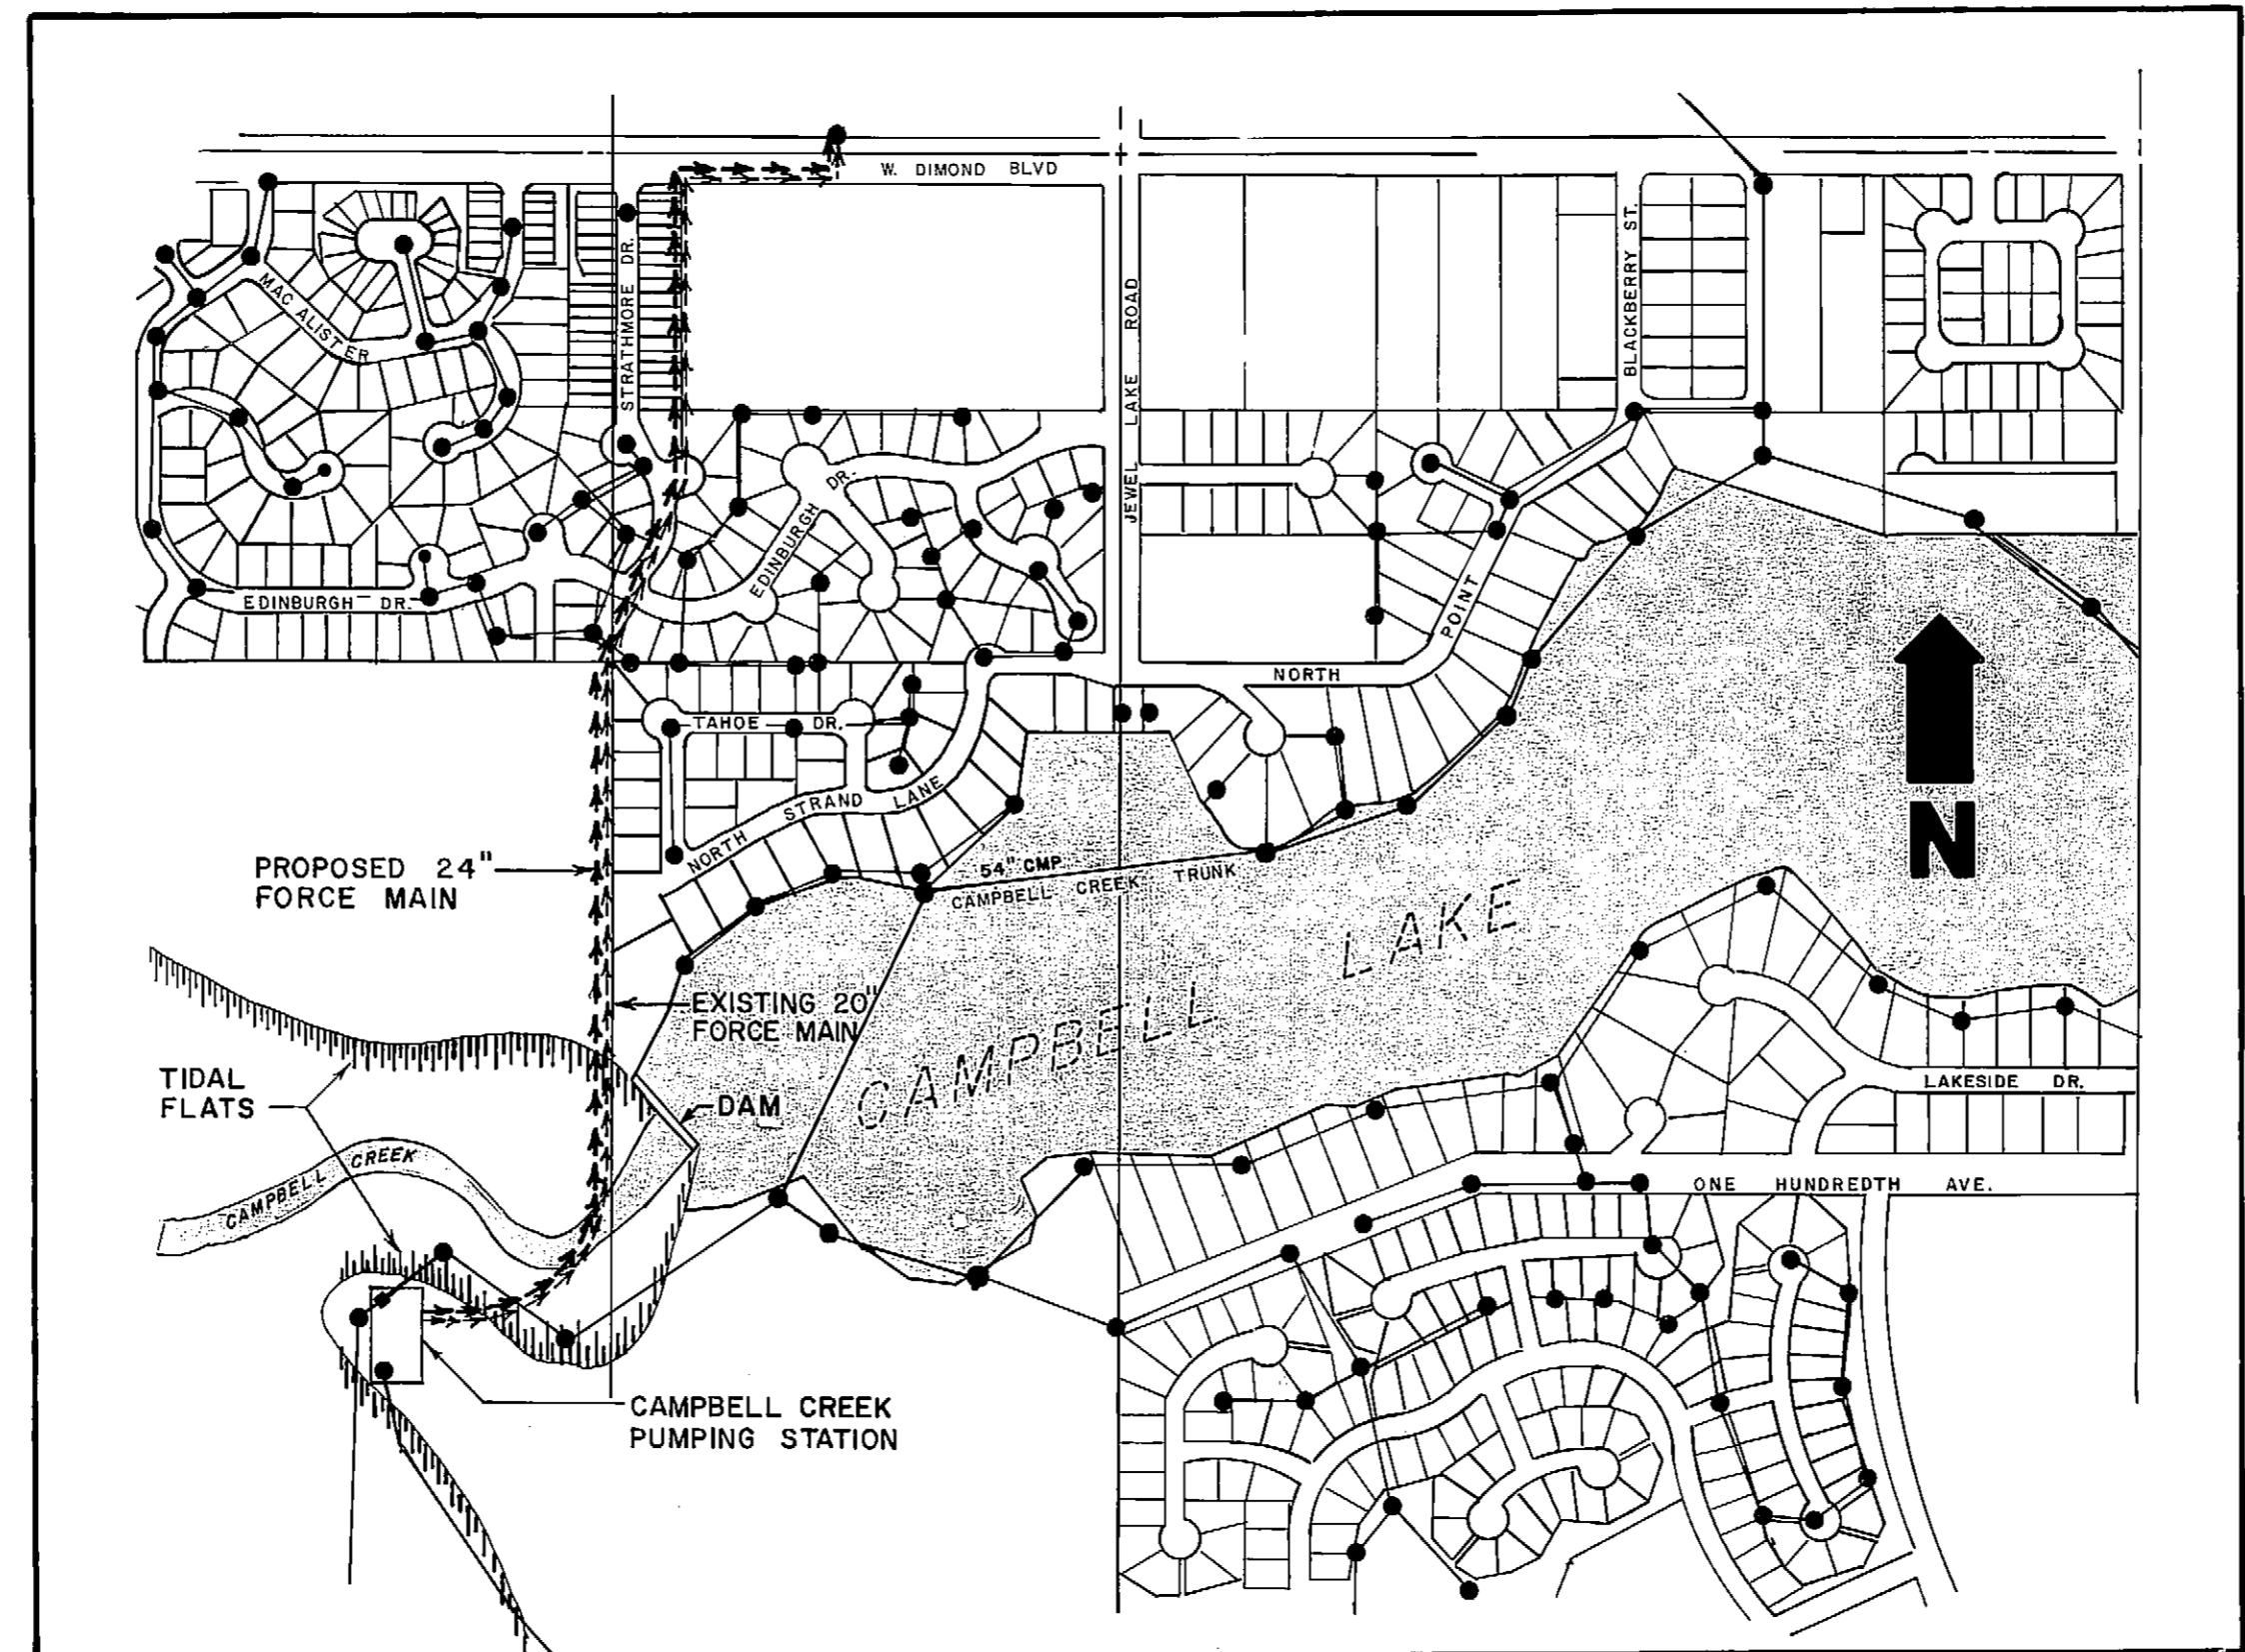 W. DIMOND BLVD
MAC ALISTER
STRATHMORE DR.
JEWEL LAKE ROAD
BLACKBERRY ST.
EDINBURGH DR.
EDINBURGH DR.
POINT
NORTH
TAHOE DR.
NORTH STRAND LANE
N
PROPOSED 24"
FORCE MAIN
54" CMP
CAMPBELL CREEK TRUNK
CAMPBELL LAKE
EXISTING 20"
FORCE MAIN
TIDAL
FLATS
DAM
LAKESIDE DR.
CAMPBELL CREEK
ONE HUNDREDTH AVE.
CAMPBELL CREEK
PUMPING STATION